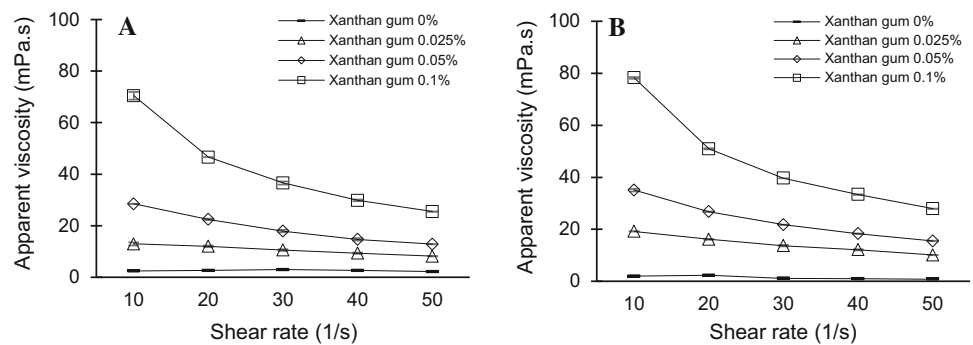 A
Xanthan gum 0%
Xanthan gum 0.025%
Xanthan gum 0.05%
Xanthan gum 0.1%
Apparent viscosity (mPa.s)
100
80
60
40
20
0
10 20 30 40 50
Shear rate (1/s)
B
Xanthan gum 0%
Xanthan gum 0.025%
Xanthan gum 0.05%
Xanthan gum 0.1%
Apparent viscosity (mPa.s)
100
80
60
40
20
0
10 20 30 40 50
Shear rate (1/s)